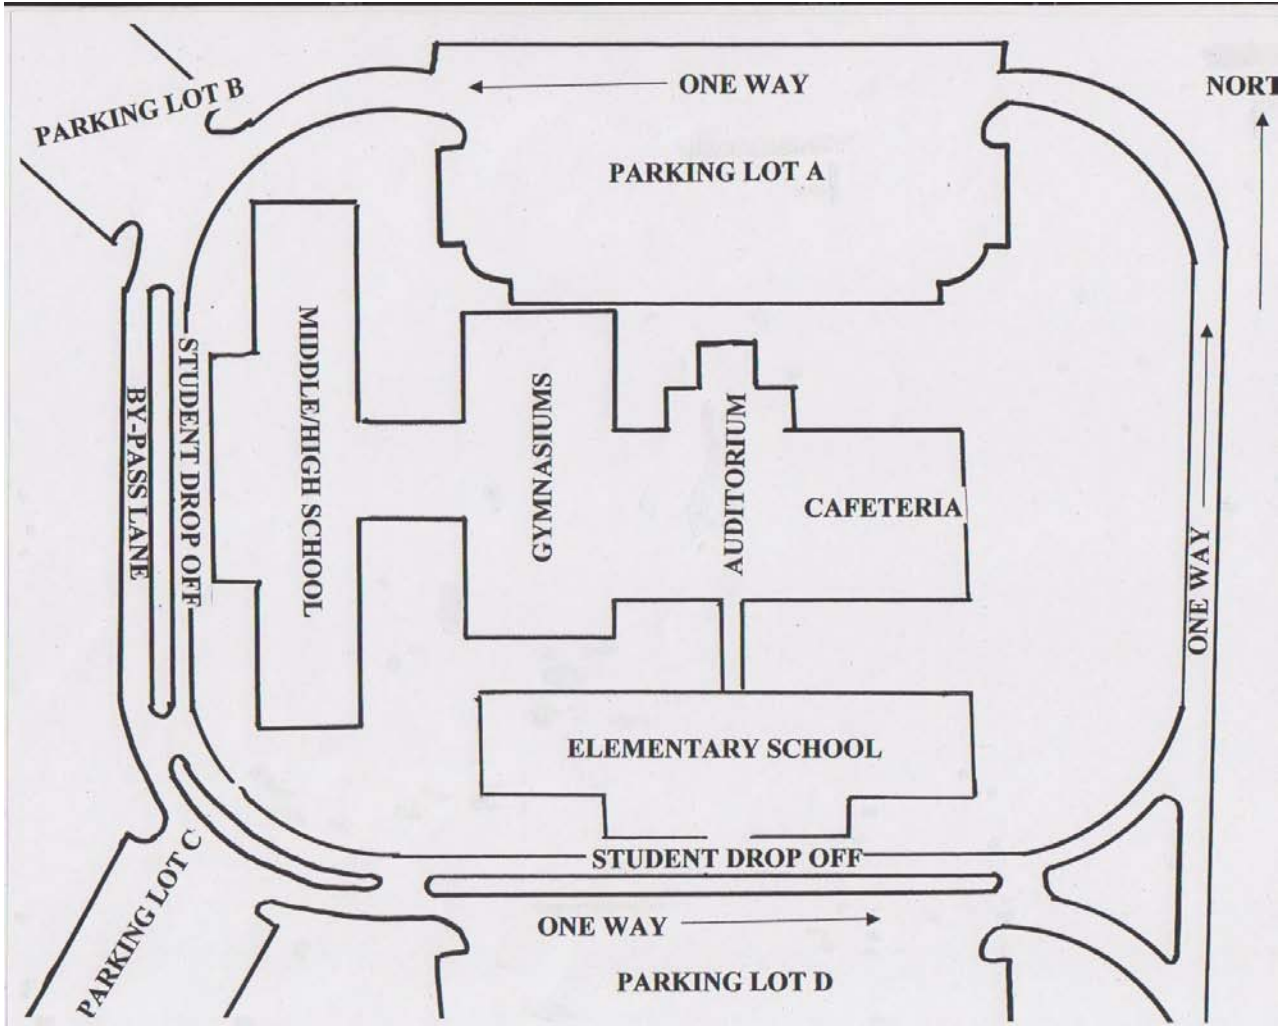 ONE WAY
NORT
PARKING LOT B
PARKING LOT A
STUDENT DROP OFF
BY-PASS LANE
MIDDLE/HIGH SCHOOL
GYMNASIUMS
AUDITORIUM
CAFETERIA
ONE WAY
ELEMENTARY SCHOOL
STUDENT DROP OFF
PARKING LOT C
ONE WAY
PARKING LOT D